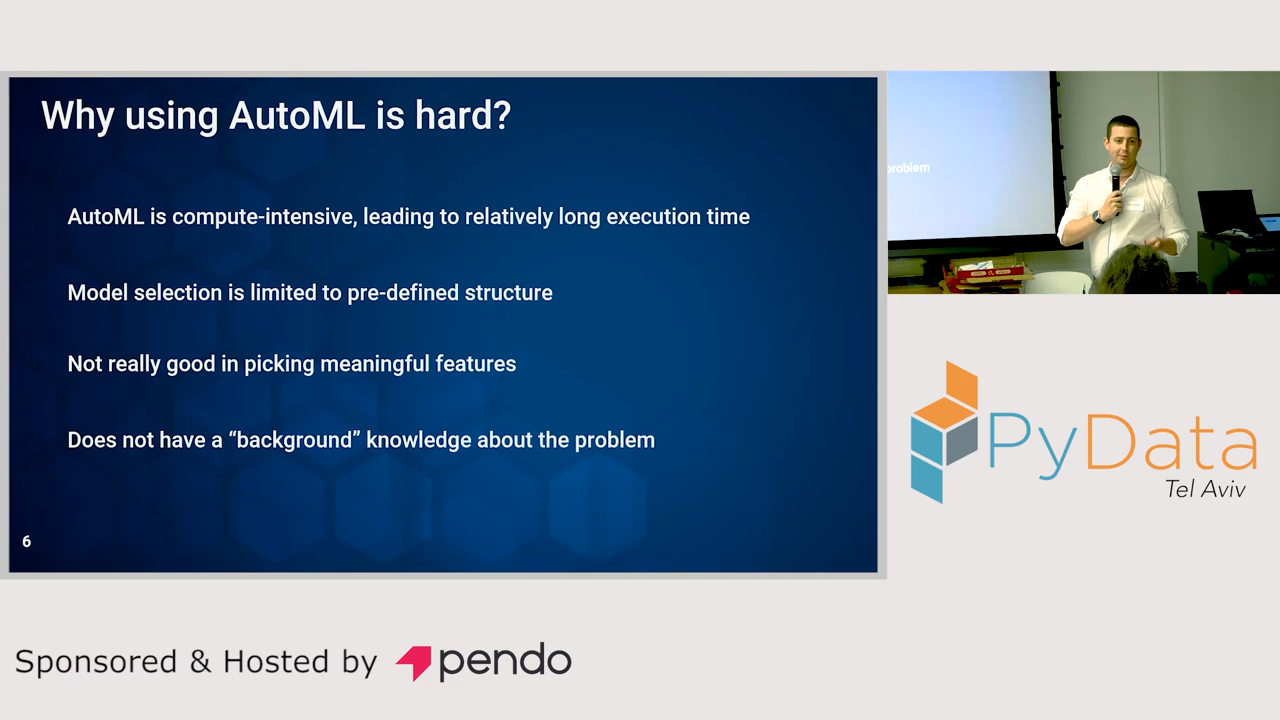 Why using AutoML is hard?
AutoML is compute-intensive, leading to relatively long execution time
Model selection is limited to pre-defined structure
Not really good in picking meaningful features
Does not have a “background” knowledge about the problem
6
problem
PyData
Tel Aviv
Sponsored & Hosted by pendo